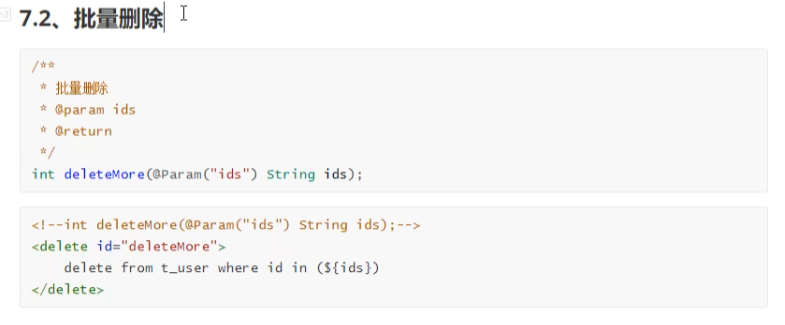 7.2、批量删除
/**
 * 批量删除
 * @param ids
 * @return
 */
int deleteMore(@Param("ids") String ids);
<!--int deleteMore(@Param("ids") String ids);-->
<delete id="deleteMore">
    delete from t_user where id in (${ids})
</delete>